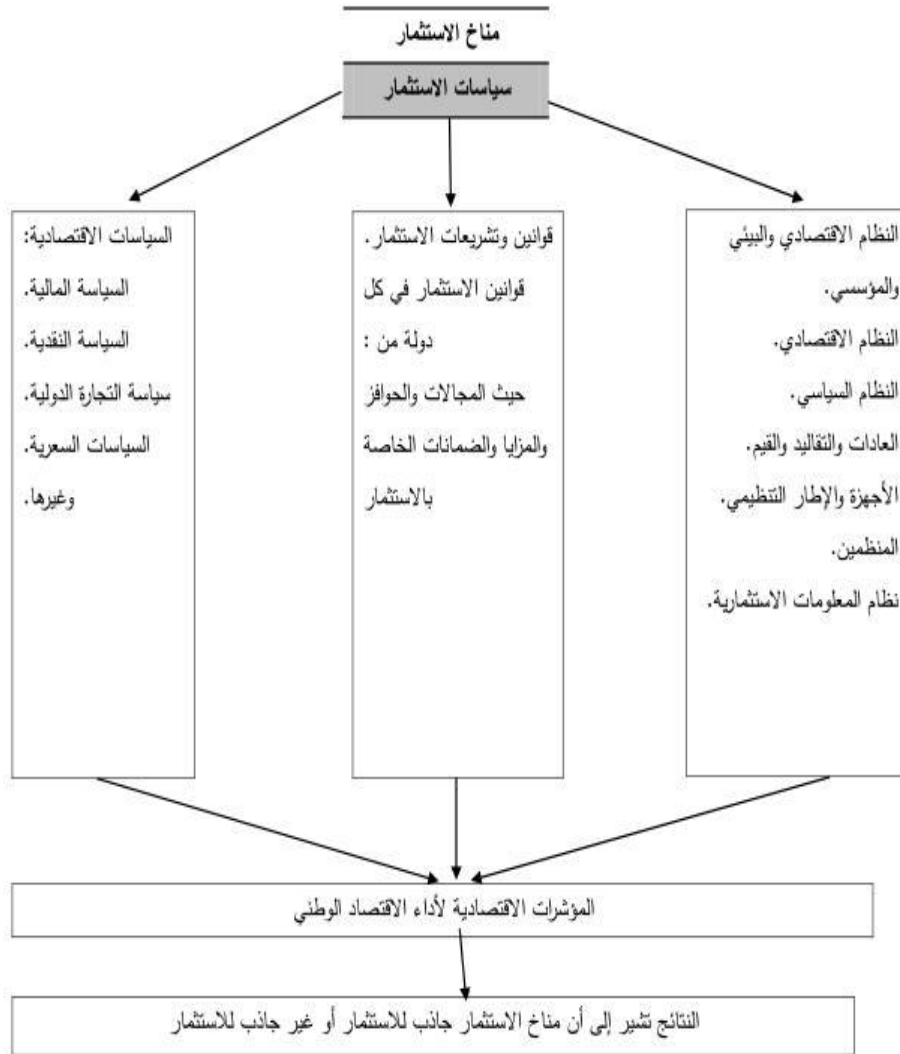 مناخ الاستثمار
سياسات الاستثمار
النظام الاقتصادي والبيئي
والمؤسسي.
النظام الاقتصادي.
النظام السياسي.
العادات والتقاليد والقيم.
الأجهزة والإطار التنظيمي.
المنظمين.
نظام المعلومات الاستثمارية.
قوانين وتشريعات الاستثمار.
قوانين الاستثمار في كل
دولة من :
حيث المجالات والحوافز
والمزايا والضمانات الخاصة
بالاستثمار
السياسات الاقتصادية:
السياسة المالية.
السياسة النقدية.
سياسة التجارة الدولية.
السياسات السعرية.
وغيرها.
المؤشرات الاقتصادية لأداء الاقتصاد الوطني
النتائج تشير إلى أن مناخ الاستثمار جاذب للاستثمار أو غير جاذب للاستثمار